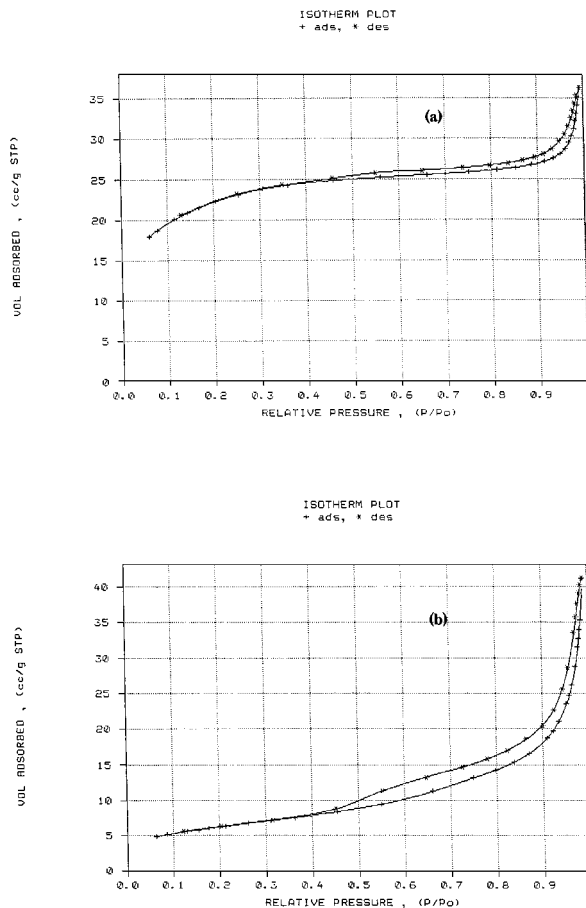 ISOTHERM PLOT
+ ads, * des
(a)
VOL ADSORBED , (cc/g STP)
35
30
25
20
15
10
5
0
0.0 0.1 0.2 0.3 0.4 0.5 0.6 0.7 0.8 0.9
RELATIVE PRESSURE , (P/Po)
ISOTHERM PLOT
+ ads, * des
(b)
VOL ADSORBED , (cc/g STP)
40
35
30
25
20
15
10
5
0
0.0 0.1 0.2 0.3 0.4 0.5 0.6 0.7 0.8 0.9
RELATIVE PRESSURE , (P/Po)